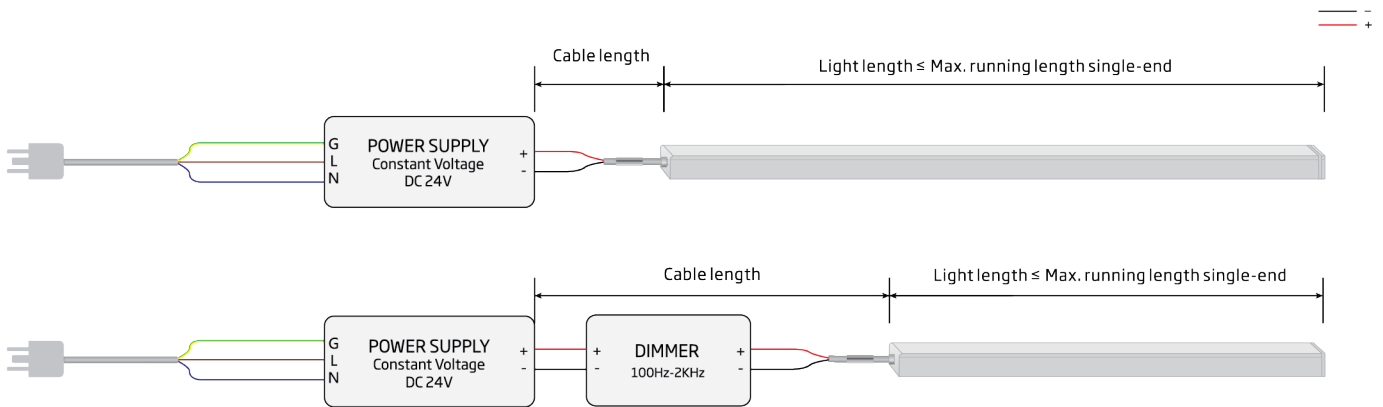 -
+
Cable length
Light length ≤ Max. running length single-end
G
L
N
POWER SUPPLY
Constant Voltage
DC 24V
+
-
Cable length
Light length ≤ Max. running length single-end
G
L
N
POWER SUPPLY
Constant Voltage
DC 24V
+
-
+
-
DIMMER
100Hz-2KHz
+
-